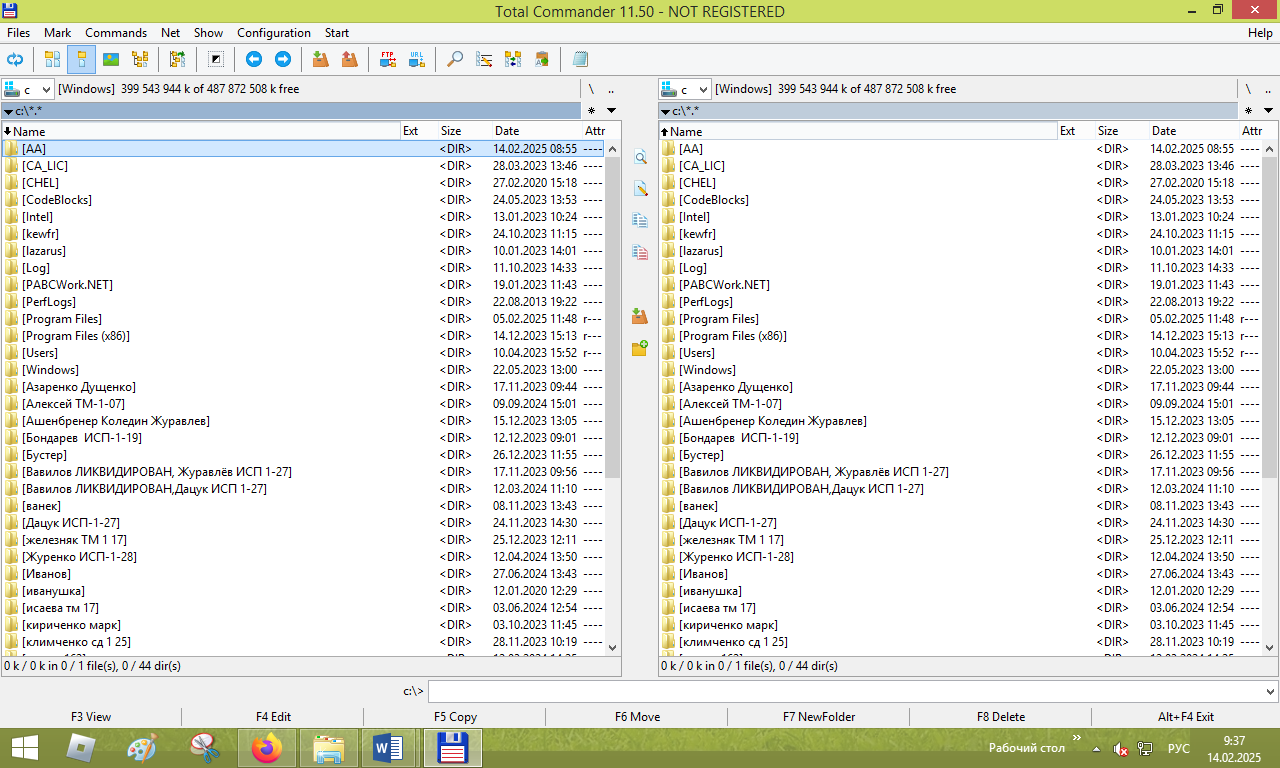 Total Commander 11.50 - NOT REGISTERED
Files Mark Commands Net Show Configuration Start Help
FTP URL
c [Windows] 399 543 944 k of 487 872 508 k free \ .. c [Windows] 399 543 944 k of 487 872 508 k free \ ..
c:\*.* * c:\*.* *
Name Ext Size Date Attr Name Ext Size Date Attr
[AA] <DIR> 14.02.2025 08:55 ---- [AA] <DIR> 14.02.2025 08:55 ----
[CA_LIC] <DIR> 28.03.2023 13:46 ---- [CA_LIC] <DIR> 28.03.2023 13:46 ----
[CHEL] <DIR> 27.02.2020 15:18 ---- [CHEL] <DIR> 27.02.2020 15:18 ----
[CodeBlocks] <DIR> 24.05.2023 13:53 ---- [CodeBlocks] <DIR> 24.05.2023 13:53 ----
[Intel] <DIR> 13.01.2023 10:24 ---- [Intel] <DIR> 13.01.2023 10:24 ----
[kewfr] <DIR> 24.10.2023 11:15 ---- [kewfr] <DIR> 24.10.2023 11:15 ----
[lazarus] <DIR> 10.01.2023 14:01 ---- [lazarus] <DIR> 10.01.2023 14:01 ----
[Log] <DIR> 11.10.2023 14:33 ---- [Log] <DIR> 11.10.2023 14:33 ----
[PABCWork.NET] <DIR> 19.01.2023 11:43 ---- [PABCWork.NET] <DIR> 19.01.2023 11:43 ----
[PerfLogs] <DIR> 22.08.2013 19:22 ---- [PerfLogs] <DIR> 22.08.2013 19:22 ----
[Program Files] <DIR> 05.02.2025 11:48 r--- [Program Files] <DIR> 05.02.2025 11:48 r---
[Program Files (x86)] <DIR> 14.12.2023 15:13 r--- [Program Files (x86)] <DIR> 14.12.2023 15:13 r---
[Users] <DIR> 10.04.2023 15:52 r--- [Users] <DIR> 10.04.2023 15:52 r---
[Windows] <DIR> 22.05.2023 13:00 ---- [Windows] <DIR> 22.05.2023 13:00 ----
[Азаренко Дущенко] <DIR> 17.11.2023 09:44 ---- [Азаренко Дущенко] <DIR> 17.11.2023 09:44 ----
[Алексей ТМ-1-07] <DIR> 09.09.2024 15:01 ---- [Алексей ТМ-1-07] <DIR> 09.09.2024 15:01 ----
[Ашенбренер Коледин Журавлев] <DIR> 15.12.2023 13:05 ---- [Ашенбренер Коледин Журавлев] <DIR> 15.12.2023 13:05 ----
[Бондарев  ИСП-1-19] <DIR> 12.12.2023 09:01 ---- [Бондарев  ИСП-1-19] <DIR> 12.12.2023 09:01 ----
[Бустер] <DIR> 26.12.2023 11:55 ---- [Бустер] <DIR> 26.12.2023 11:55 ----
[Вавилов ЛИКВИДИРОВАН, Журавлёв ИСП 1-27] <DIR> 17.11.2023 09:56 ---- [Вавилов ЛИКВИДИРОВАН, Журавлёв ИСП 1-27] <DIR> 17.11.2023 09:56 ----
[Вавилов ЛИКВИДИРОВАН,Дацук ИСП 1-27] <DIR> 12.03.2024 11:10 ---- [Вавилов ЛИКВИДИРОВАН,Дацук ИСП 1-27] <DIR> 12.03.2024 11:10 ----
[ванек] <DIR> 08.11.2023 13:43 ---- [ванек] <DIR> 08.11.2023 13:43 ----
[Дацук ИСП-1-27] <DIR> 24.11.2023 14:30 ---- [Дацук ИСП-1-27] <DIR> 24.11.2023 14:30 ----
[железняк ТМ 1 17] <DIR> 25.12.2023 12:11 ---- [железняк ТМ 1 17] <DIR> 25.12.2023 12:11 ----
[Журенко ИСП-1-28] <DIR> 12.04.2024 13:50 ---- [Журенко ИСП-1-28] <DIR> 12.04.2024 13:50 ----
[Иванов] <DIR> 27.06.2024 13:43 ---- [Иванов] <DIR> 27.06.2024 13:43 ----
[иванушка] <DIR> 12.01.2020 12:29 ---- [иванушка] <DIR> 12.01.2020 12:29 ----
[исаева тм 17] <DIR> 03.06.2024 12:54 ---- [исаева тм 17] <DIR> 03.06.2024 12:54 ----
[кириченко марк] <DIR> 03.10.2023 11:45 ---- [кириченко марк] <DIR> 03.10.2023 11:45 ----
[климченко сд 1 25] <DIR> 28.11.2023 10:19 ---- [климченко сд 1 25] <DIR> 28.11.2023 10:19 ----
0 k / 0 k in 0 / 1 file(s), 0 / 44 dir(s) 0 k / 0 k in 0 / 1 file(s), 0 / 44 dir(s)
c:\>
F3 View F4 Edit F5 Copy F6 Move F7 NewFolder F8 Delete Alt+F4 Exit
Рабочий стол » РУС 9:37
14.02.2025